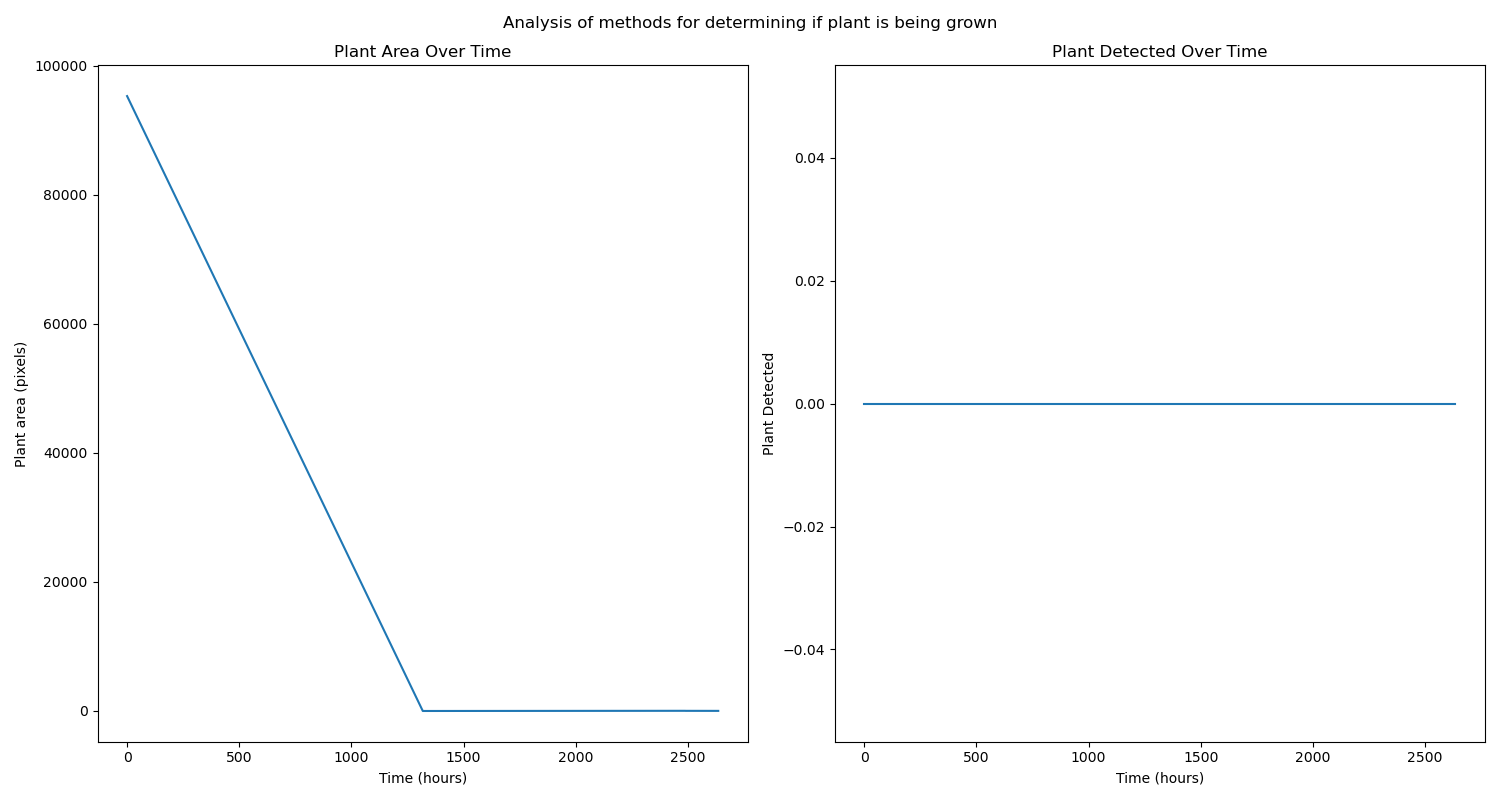 Analysis of methods for determining if plant is being grown
Plant Area Over Time
100000
80000
60000
40000
20000
0
Plant area (pixels)
0 500 1000 1500 2000 2500
Time (hours)
Plant Detected Over Time
0.04
0.02
0.00
−0.02
−0.04
Plant Detected
0 500 1000 1500 2000 2500
Time (hours)